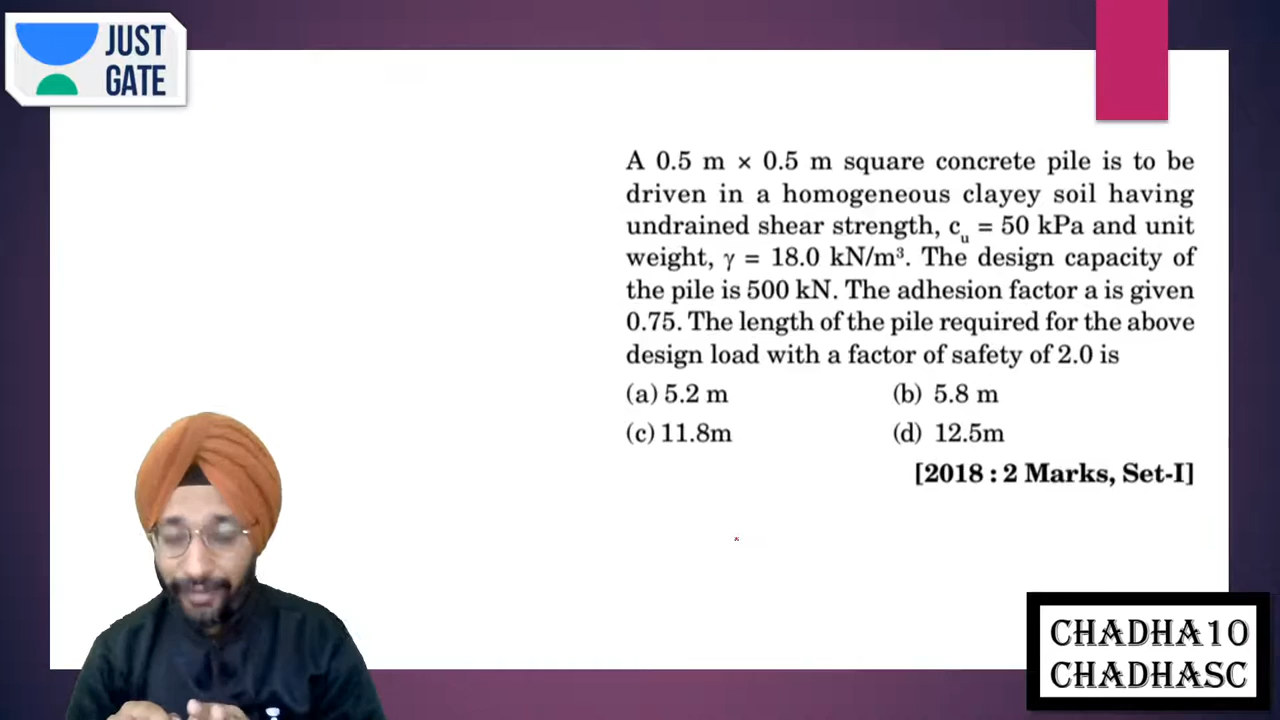 JUST
GATE
A 0.5 m × 0.5 m square concrete pile is to be
driven in a homogeneous clayey soil having
undrained shear strength, cᵤ = 50 kPa and unit
weight, γ = 18.0 kN/m³. The design capacity of
the pile is 500 kN. The adhesion factor a is given
0.75. The length of the pile required for the above
design load with a factor of safety of 2.0 is
(a) 5.2 m (b) 5.8 m
(c) 11.8m (d) 12.5m
[2018 : 2 Marks, Set-I]
CHADHA10
CHADHASC